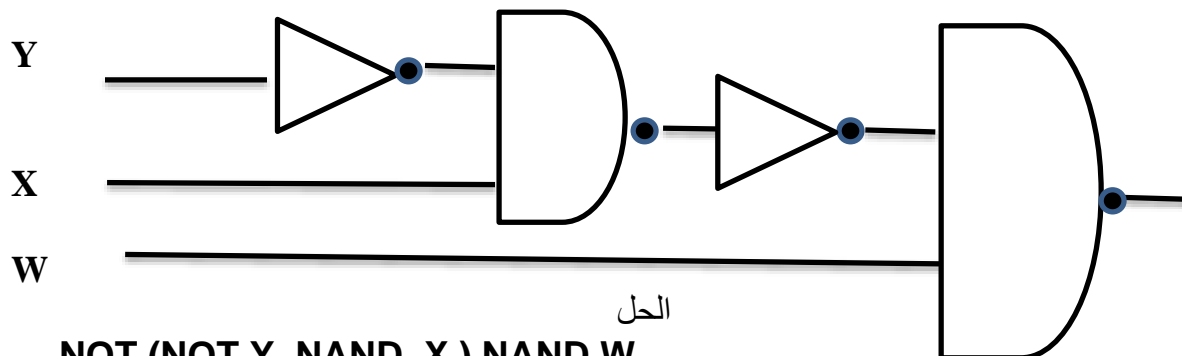 Y
X
W
الحل
NOT (NOT Y NAND X ) NAND W